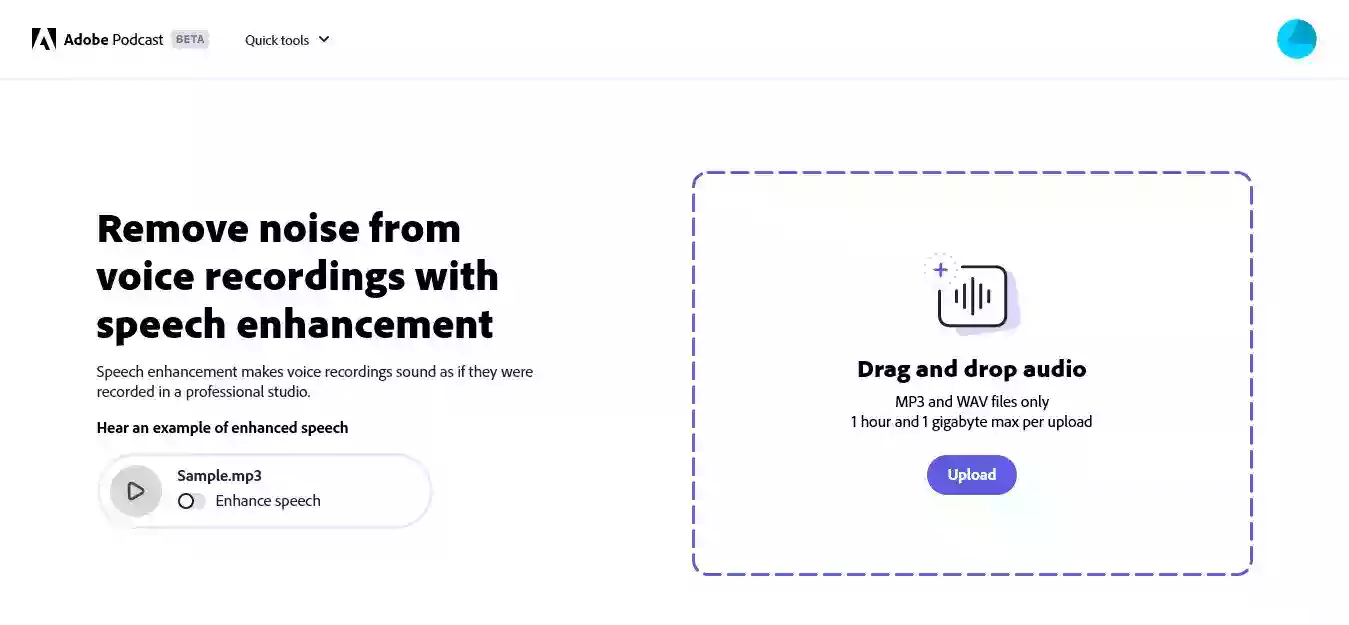 Adobe Podcast BETA Quick tools
Remove noise from
voice recordings with
speech enhancement
Speech enhancement makes voice recordings sound as if they were
recorded in a professional studio.
Hear an example of enhanced speech
Sample.mp3
Enhance speech
Drag and drop audio
MP3 and WAV files only
1 hour and 1 gigabyte max per upload
Upload